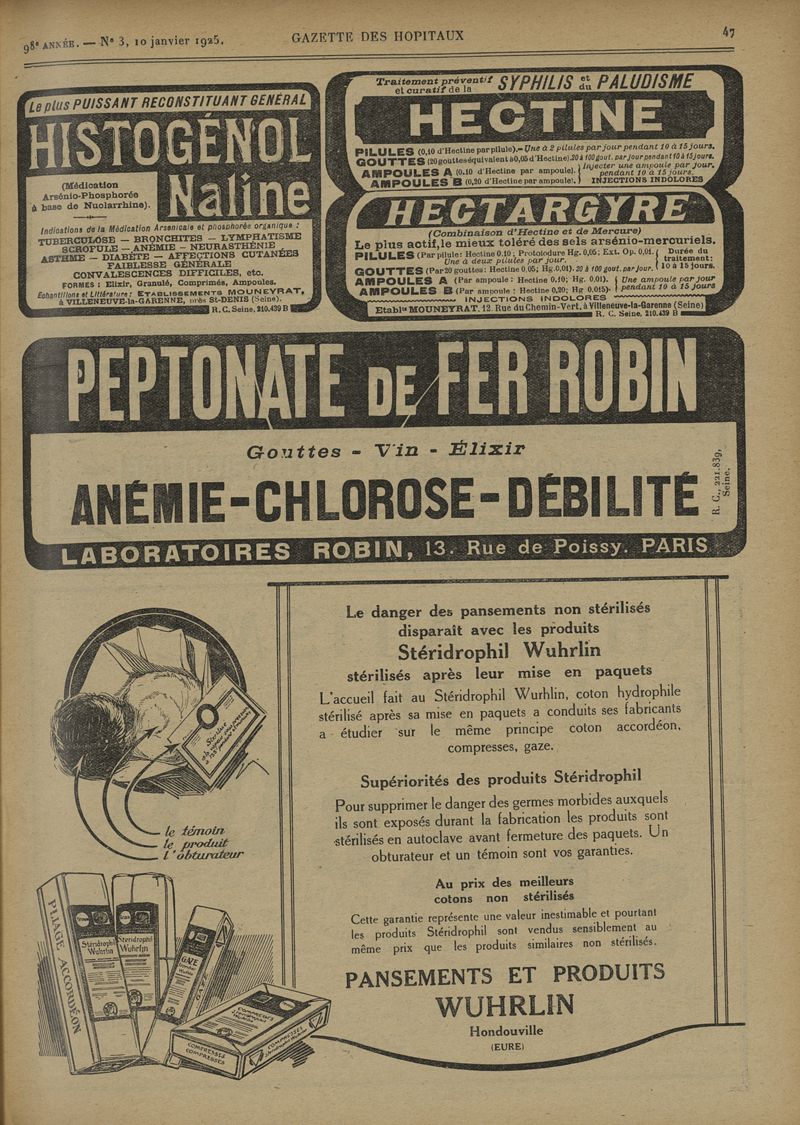 98e ANNÉE. — No 3, 10 janvier 1925.
GAZETTE DES HOPITAUX
47
Le plus PUISSANT RECONSTITUANT GÉNÉRAL
HISTOGÉNOL
(Médication
Arsénio-Phosphorée
à base de Nuclarrhine).
Naline
Indications de la Médication Arsenicale et phosphorée organique :
TUBERCULOSE — BRONCHITES — LYMPHATISME
SCROFULE — ANÉMIE — NEURASTHÉNIE
ASTHME — DIABÈTE — AFFECTIONS CUTANÉES
FAIBLESSE GÉNÉRALE
CONVALESCENCES DIFFICILES, etc.
FORMES : Elixir, Granulé, Comprimés, Ampoules.
Échantillons et Littérature : ETABLISSEMENTS MOUNEYRAT,
à VILLENEUVE-la-GARENNE, près St-DENIS (Seine).
R. C. Seine, 210.439 B
Traitement préventif et curatif de la SYPHILIS et du PALUDISME
HECTINE
PILULES (0,10 d'Hectine par pilule).— Une à 2 pilules par jour pendant 10 à 15 jours.
GOUTTES (20 gouttes équivalent à 0,05 d'Hectine). 20 à 100 gout. par jour pendant 10 à 15 jours.
AMPOULES A (0,10 d'Hectine par ampoule). } Injecter une ampoule par jour.
pendant 10 à 15 jours.
AMPOULES B (0,20 d'Hectine par ampoule). } INJECTIONS INDOLORES
HECTARGYRE
(Combinaison d'Hectine et de Mercure)
Le plus actif, le mieux toléré des sels arsénio-mercuriels.
PILULES (Par pilule: Hectine 0,10; Protoiodure Hg. 0,05; Ext. Op. 0,01. { Durée du
Une à deux pilules par jour. traitement:
GOUTTES (Par 20 gouttes: Hectine 0,05; Hg. 0,01). 20 à 100 gout. par jour. { 10 à 15 jours.
AMPOULES A (Par ampoule : Hectine 0,10; Hg. 0,01). { Une ampoule par jour
AMPOULES B (Par ampoule : Hectine 0,20; Hg 0,015). { pendant 10 à 15 jours
INJECTIONS INDOLORES
Etablts MOUNEYRAT, 12 Rue du Chemin-Vert, à Villeneuve-la-Garenne (Seine)
R. C. Seine, 210.439 B
PEPTONATE DE FER ROBIN
Gouttes - Vin - Élixir
ANÉMIE-CHLOROSE-DÉBILITÉ
R. C., 221.839,
Seine.
LABORATOIRES ROBIN, 13. Rue de Poissy. PARIS
Le danger des pansements non stérilisés
disparaît avec les produits
Stéridrophil Wuhrlin
stérilisés après leur mise en paquets
L'accueil fait au Stéridrophil Wurhlin, coton hydrophile
stérilisé après sa mise en paquets a conduits ses fabricants
a étudier sur le même principe coton accordéon,
compresses, gaze.
Supériorités des produits Stéridrophil
Pour supprimer le danger des germes morbides auxquels
ils sont exposés durant la fabrication les produits sont
stérilisés en autoclave avant fermeture des paquets. Un
obturateur et un témoin sont vos garanties.
Au prix des meilleurs
cotons non stérilisés
Cette garantie représente une valeur inestimable et pourtant
les produits Stéridrophil sont vendus sensiblement au
même prix que les produits similaires non stérilisés.
PANSEMENTS ET PRODUITS
WUHRLIN
Hondouville
(EURE)
le témoin
le produit
l'obturateur
PLIAGE ACCORDÉON
Stéridrophil
Wuhrlin
Stéridrophil
Wuhrlin
GAZE
COMPRESSES
COMPRESSES
COMPRESSES
COMPRESSES